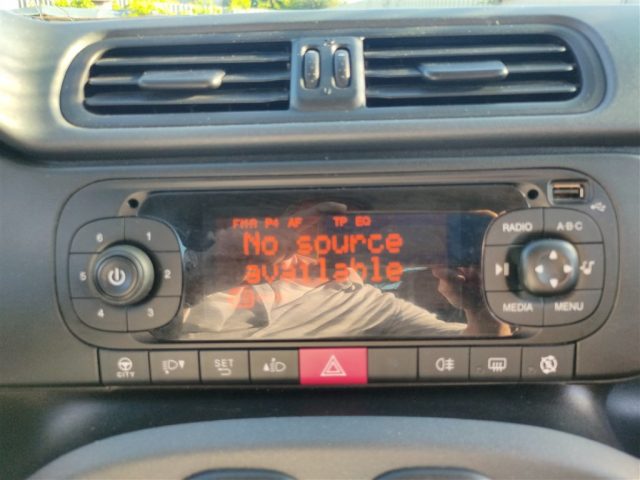 FMA P4 AF TP EQ
No source
available
6 1
5 2
4 3
RADIO A·B·C
MEDIA MENU
CITY
SET